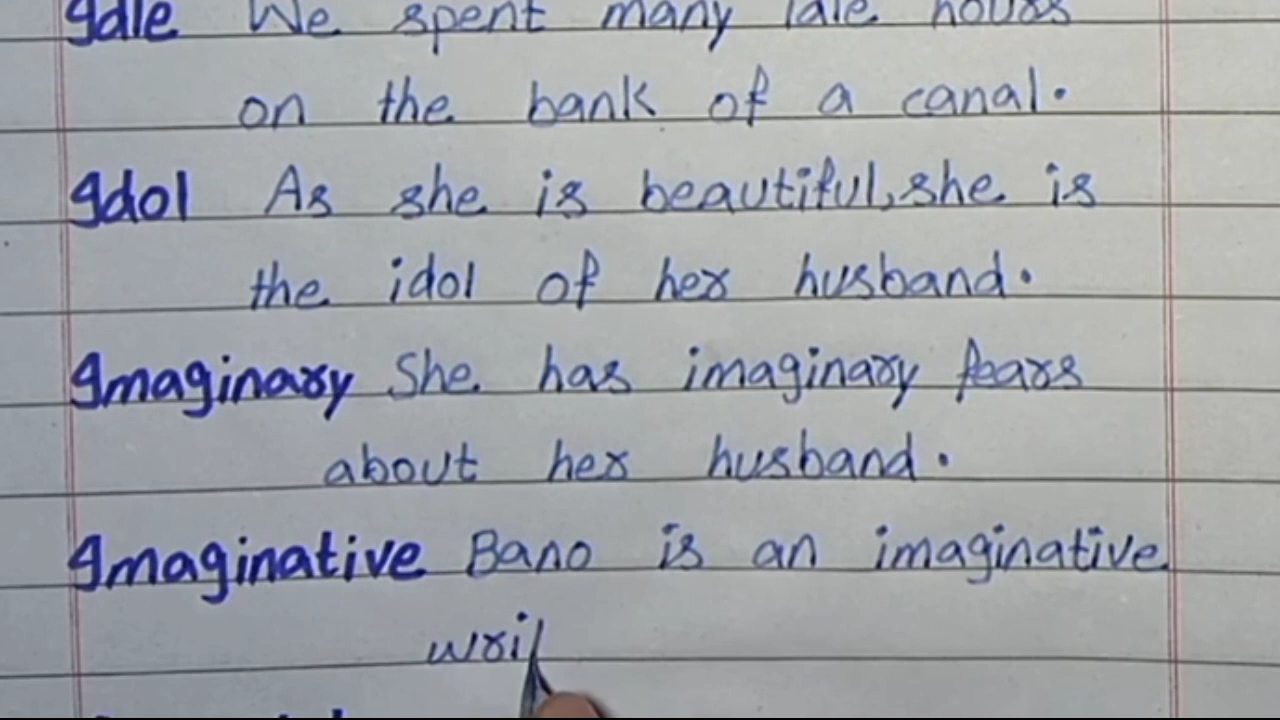 Idle We spent many idle hours
on the bank of a canal.
Idol As she is beautiful, she is
the idol of her husband.
Imaginary She has imaginary fears
about her husband.
Imaginative Bano is an imaginative
wri